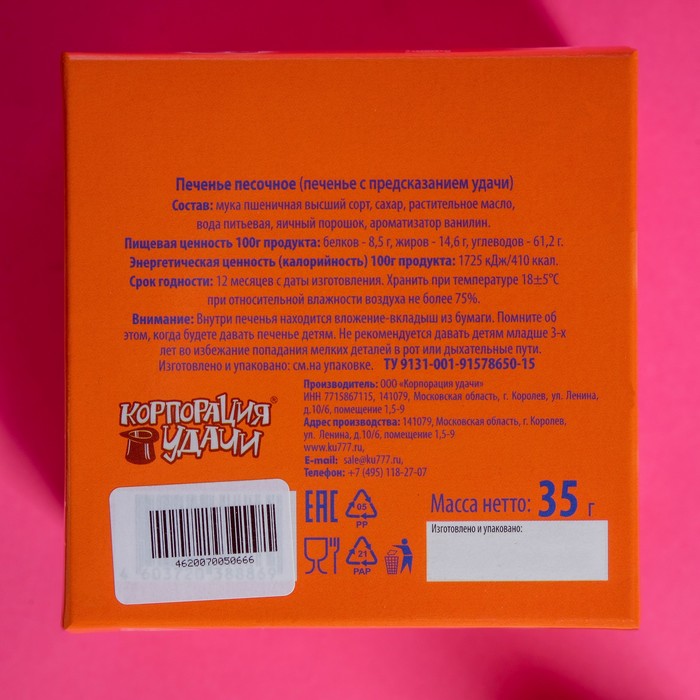 Печенье песочное (печенье с предсказанием удачи)
Состав: мука пшеничная высший сорт, сахар, растительное масло,
вода питьевая, яичный порошок, ароматизатор ванилин.
Пищевая ценность 100г продукта: белков - 8,5 г, жиров - 14,6 г, углеводов - 61,2 г.
Энергетическая ценность (калорийность) 100г продукта: 1725 кДж/410 ккал.
Срок годности: 12 месяцев с даты изготовления. Хранить при температуре 18±5°С
при относительной влажности воздуха не более 75%.
Внимание: Внутри печенья находится вложение-вкладыш из бумаги. Помните об
этом, когда будете давать печенье детям. Не рекомендуется давать детям младше 3-х
лет во избежание попадания мелких деталей в рот или дыхательные пути.
Изготовлено и упаковано: см.на упаковке. ТУ 9131-001-91578650-15
Производитель: ООО «Корпорация удачи»
ИНН 7715867115, 141079, Московская область, г. Королев, ул. Ленина,
д.10/6, помещение 1,5-9
Адрес производства: 141079, Московская область, г. Королев,
ул. Ленина, д.10/6, помещение 1,5-9
www.ku777.ru
E-mail: sale@ku777.ru,
Телефон: +7 (495) 118-27-07
КОРПОРАЦИЯ®
УДАЧИ
EAC
05
PP
21
PAP
Масса нетто: 35 г
Изготовлено и упаковано:
4620070050666